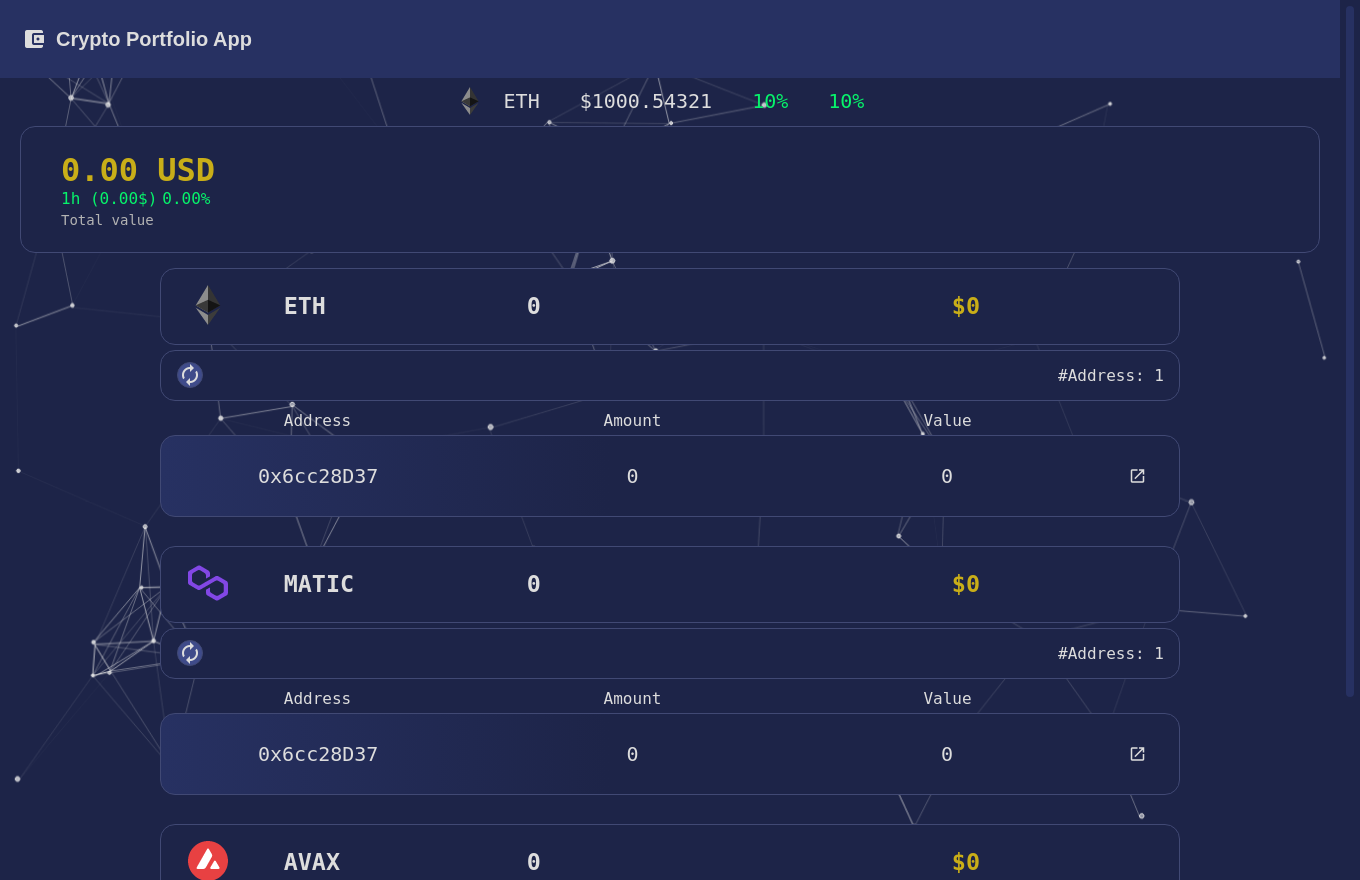 Crypto Portfolio App
ETH $1000.54321 10% 10%
0.00 USD
1h (0.00$) 0.00%
Total value
ETH 0 $0
#Address: 1
Address Amount Value
0x6cc28D37 0 0
MATIC 0 $0
#Address: 1
Address Amount Value
0x6cc28D37 0 0
AVAX 0 $0